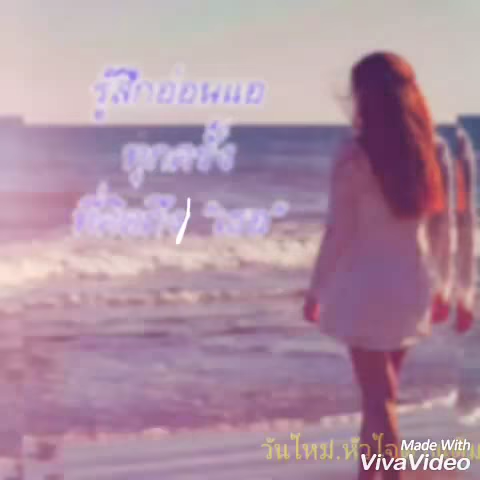 รู้สึกอ่อนแอ
ทุกครั้ง
ที่คิดถึง "เธอ"
วันใหม่.หัวใจ
Made With
VivaVideo